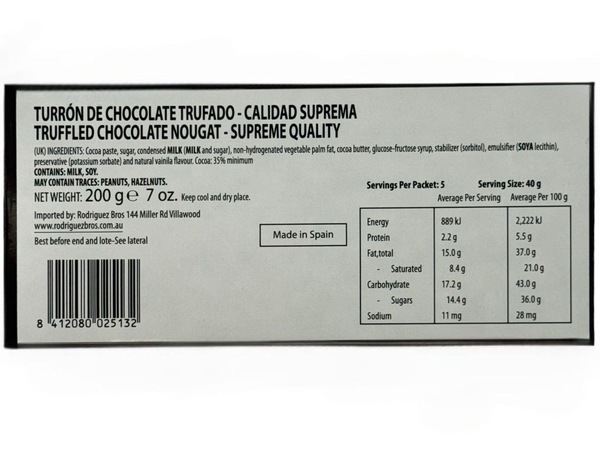 TURRÓN DE CHOCOLATE TRUFADO - CALIDAD SUPREMA
TRUFFLED CHOCOLATE NOUGAT - SUPREME QUALITY
(UK) INGREDIENTS: Cocoa paste, sugar, condensed MILK (MILK and sugar), non-hydrogenated vegetable palm fat, cocoa butter, glucose-fructose syrup, stabilizer (sorbitol), emulsifier (SOYA lecithin),
preservative (potassium sorbate) and natural vainilla flavour. Cocoa: 35% minimum
CONTAINS: MILK, SOY.
MAY CONTAIN TRACES: PEANUTS, HAZELNUTS.
NET WEIGHT: 200 g e 7 oz. Keep cool and dry place.
Imported by: Rodriguez Bros 144 Miller Rd Villawood
www.rodriguezbros.com.au
Best before end and lote-See lateral
Made in Spain
8 412080 025132
Servings Per Packet: 5 Serving Size: 40 g
Average Per Serving Average Per 100 g
Energy 889 kJ 2,222 kJ
Protein 2.2 g 5.5 g
Fat,total 15.0 g 37.0 g
- Saturated 8.4 g 21.0 g
Carbohydrate 17.2 g 43.0 g
- Sugars 14.4 g 36.0 g
Sodium 11 mg 28 mg